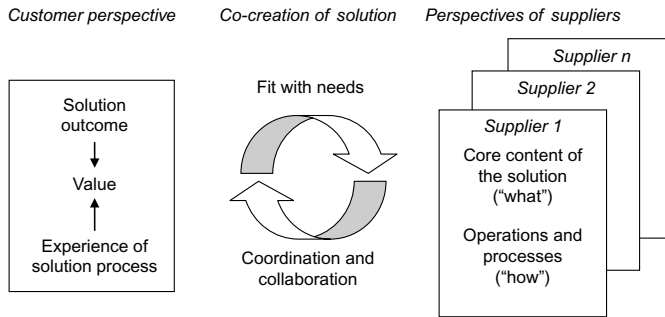 Customer perspective
Co-creation of solution
Perspectives of suppliers
Solution
outcome
Value
Experience of
solution process
Fit with needs
Coordination and
collaboration
Supplier n
Supplier 2
Supplier 1
Core content of
the solution
(“what”)
Operations and
processes
(“how”)